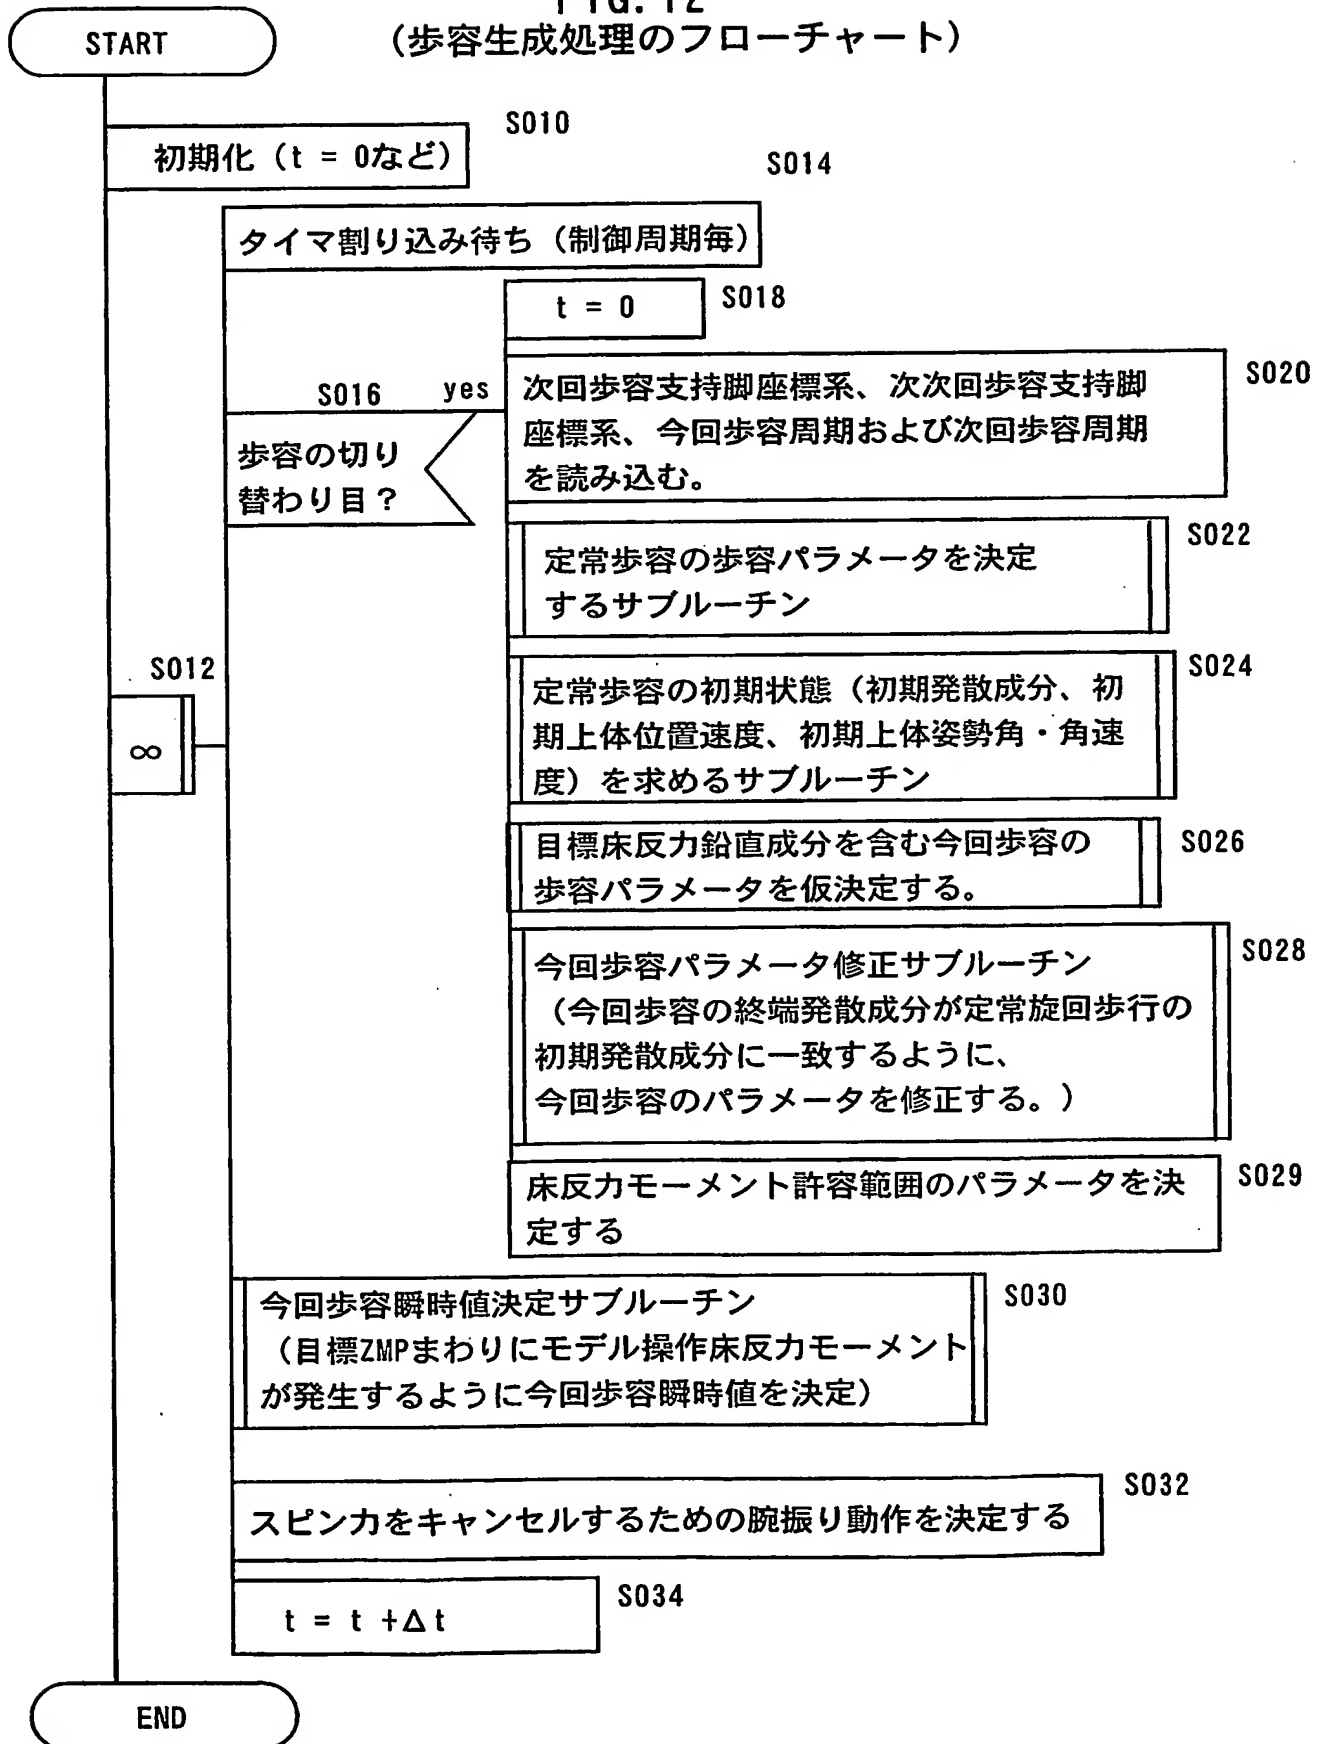 FIG. 12
(歩容生成処理のフローチャート)
START
S010
初期化 (t = 0など)
S014
タイマ割り込み待ち (制御周期毎)
S018
t = 0
S016
yes
歩容の切り
替わり目?
S020
次回歩容支持脚座標系、次次回歩容支持脚
座標系、今回歩容周期および次回歩容周期
を読み込む。
S022
定常歩容の歩容パラメータを決定
するサブルーチン
S012
∞
S024
定常歩容の初期状態 (初期発散成分、初
期上体位置速度、初期上体姿勢角・角速
度) を求めるサブルーチン
S026
目標床反力鉛直成分を含む今回歩容の
歩容パラメータを仮決定する。
S028
今回歩容パラメータ修正サブルーチン
(今回歩容の終端発散成分が定常旋回歩行の
初期発散成分に一致するように、
今回歩容のパラメータを修正する。)
S029
床反力モーメント許容範囲のパラメータを決
定する
S030
今回歩容瞬時値決定サブルーチン
(目標ZMPまわりにモデル操作床反力モーメント
が発生するように今回歩容瞬時値を決定)
S032
スピン力をキャンセルするための腕振り動作を決定する
S034
t = t +Δt
END